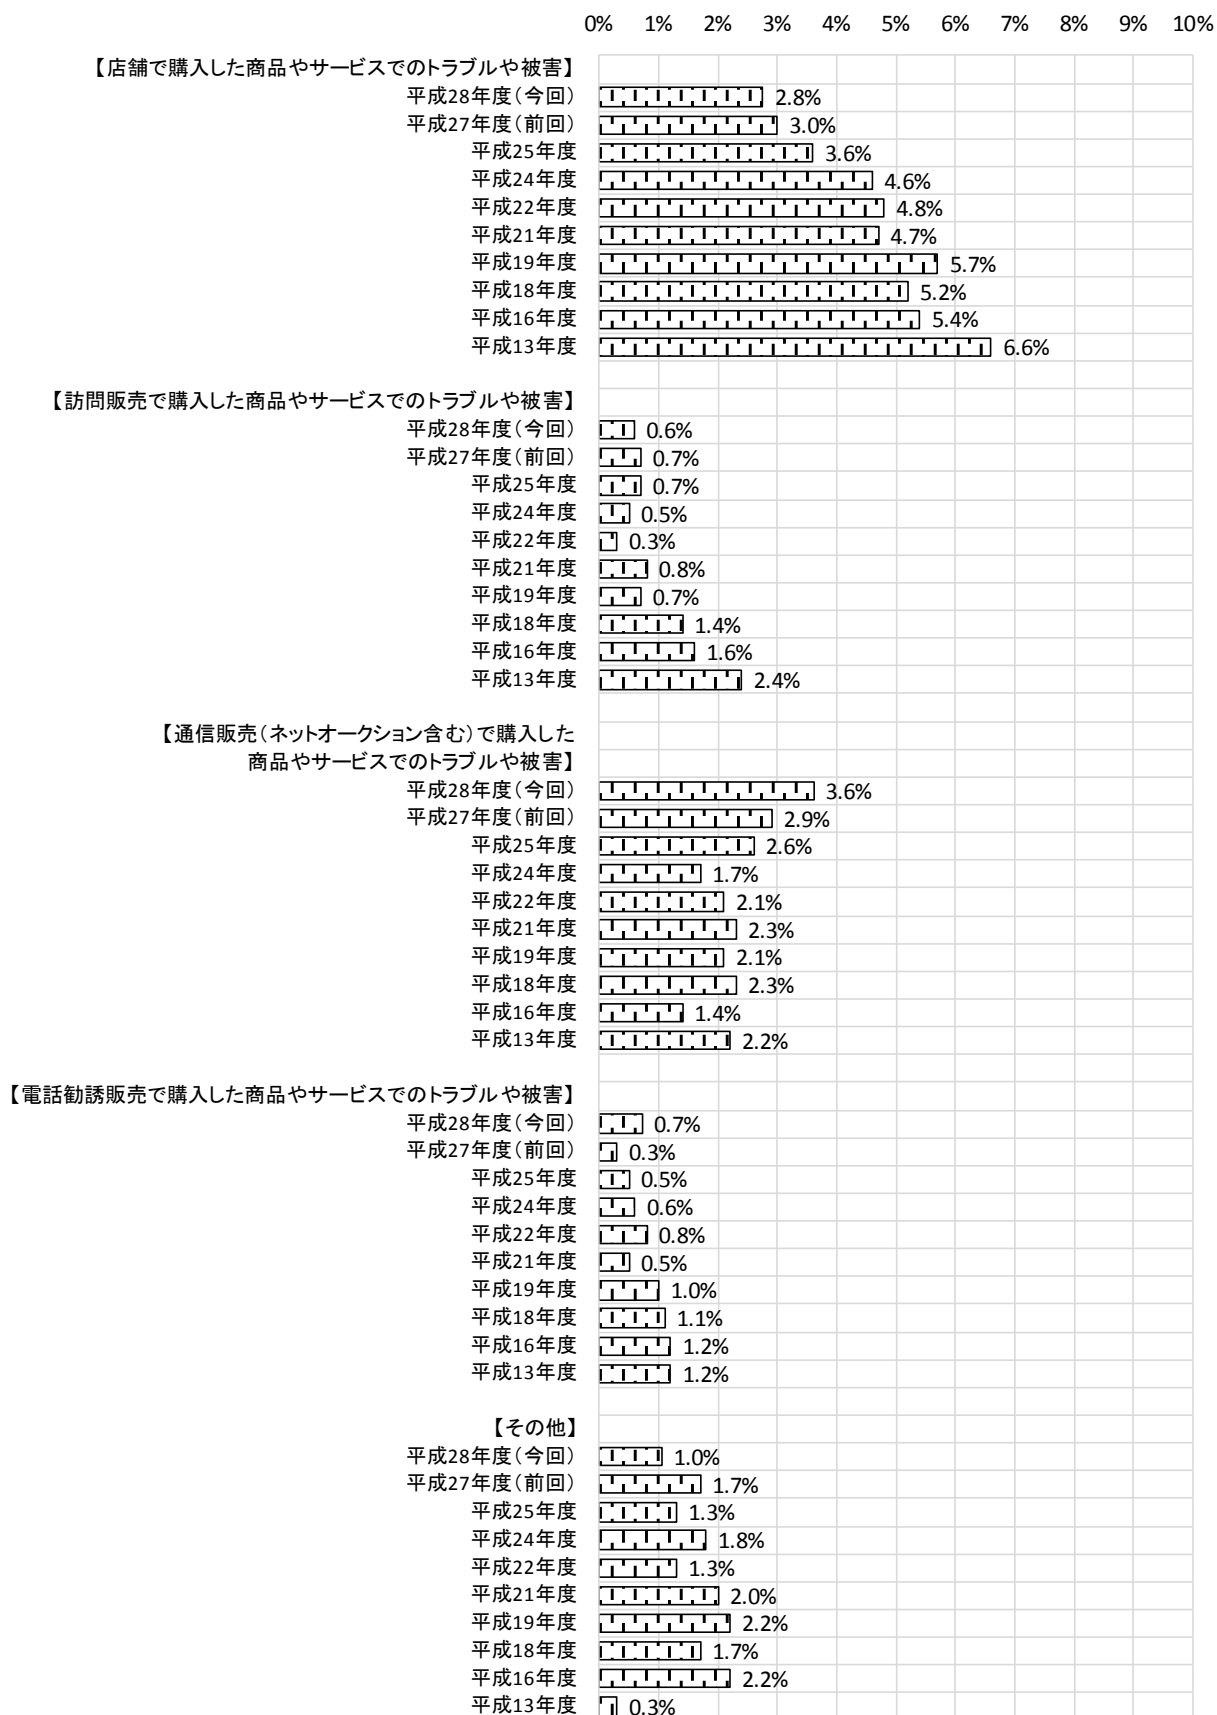 0% 1% 2% 3% 4% 5% 6% 7% 8% 9% 10%
【店舗で購入した商品やサービスでのトラブルや被害】
平成28年度(今回) 2.8%
平成27年度(前回) 3.0%
平成25年度 3.6%
平成24年度 4.6%
平成22年度 4.8%
平成21年度 4.7%
平成19年度 5.7%
平成18年度 5.2%
平成16年度 5.4%
平成13年度 6.6%
【訪問販売で購入した商品やサービスでのトラブルや被害】
平成28年度(今回) 0.6%
平成27年度(前回) 0.7%
平成25年度 0.7%
平成24年度 0.5%
平成22年度 0.3%
平成21年度 0.8%
平成19年度 0.7%
平成18年度 1.4%
平成16年度 1.6%
平成13年度 2.4%
【通信販売(ネットオークション含む)で購入した
商品やサービスでのトラブルや被害】
平成28年度(今回) 3.6%
平成27年度(前回) 2.9%
平成25年度 2.6%
平成24年度 1.7%
平成22年度 2.1%
平成21年度 2.3%
平成19年度 2.1%
平成18年度 2.3%
平成16年度 1.4%
平成13年度 2.2%
【電話勧誘販売で購入した商品やサービスでのトラブルや被害】
平成28年度(今回) 0.7%
平成27年度(前回) 0.3%
平成25年度 0.5%
平成24年度 0.6%
平成22年度 0.8%
平成21年度 0.5%
平成19年度 1.0%
平成18年度 1.1%
平成16年度 1.2%
平成13年度 1.2%
【その他】
平成28年度(今回) 1.0%
平成27年度(前回) 1.7%
平成25年度 1.3%
平成24年度 1.8%
平成22年度 1.3%
平成21年度 2.0%
平成19年度 2.2%
平成18年度 1.7%
平成16年度 2.2%
平成13年度 0.3%